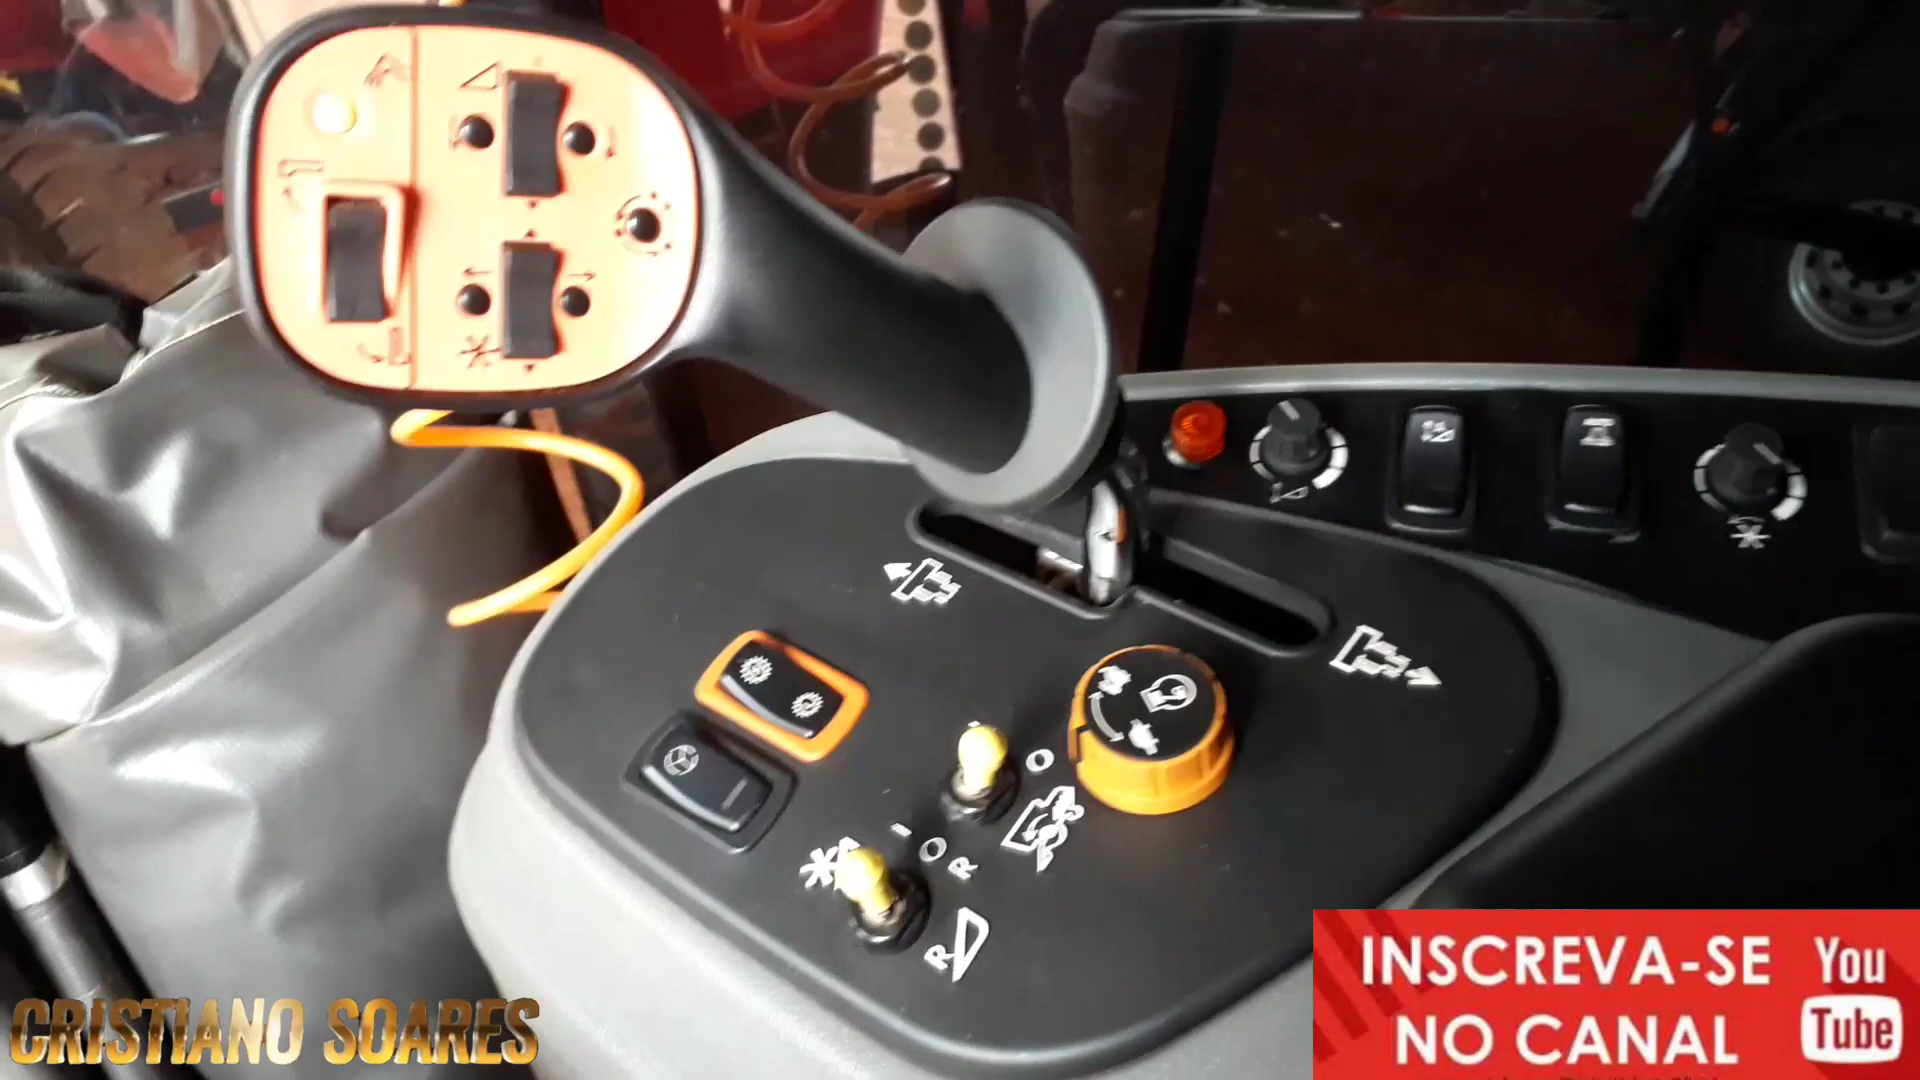 O
O
R
R
CRISTIANO SOARES
INSCREVA-SE
NO CANAL
You
Tube